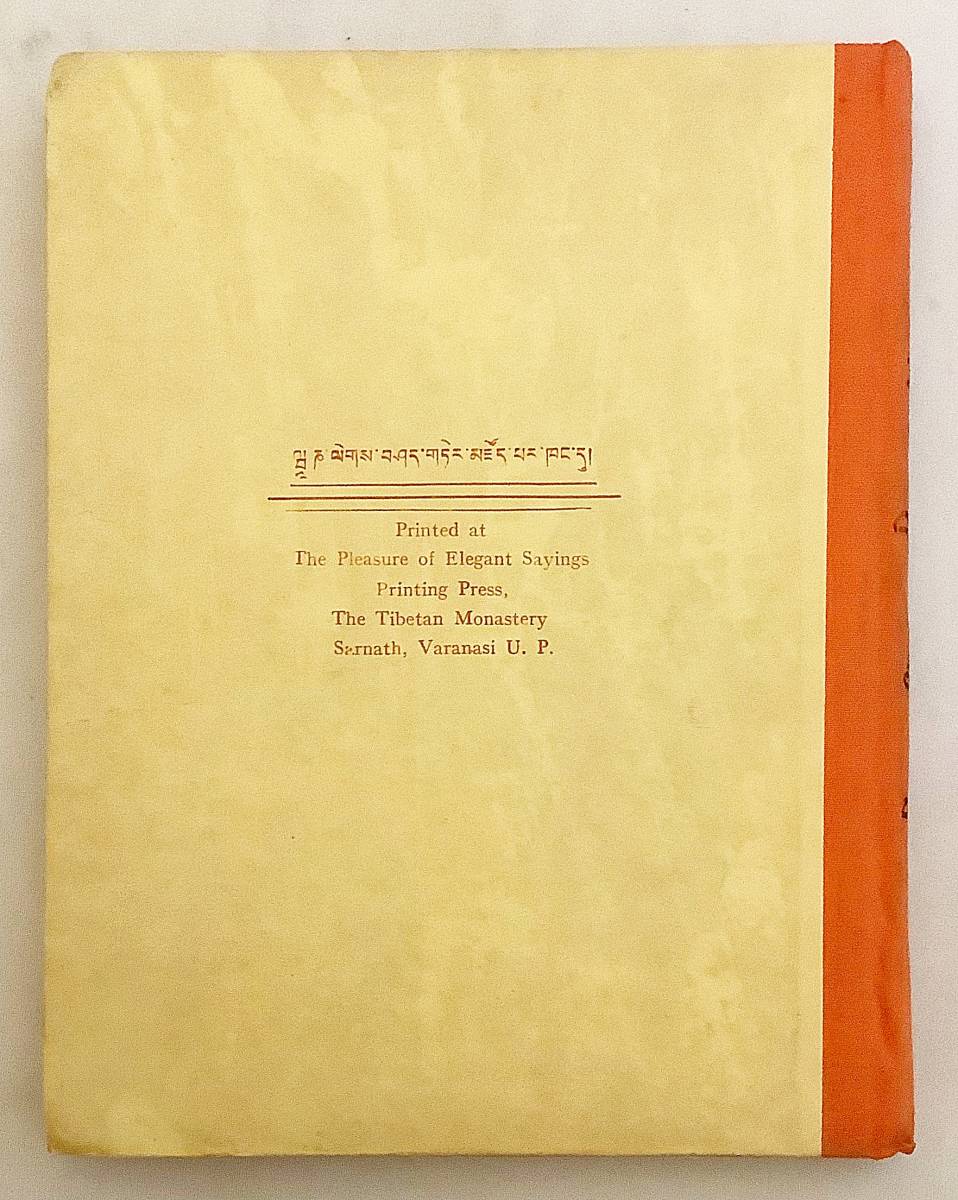 ལེགས་བཤད་གཏེར་མཛོད་པར་ཁང་དུ།
Printed at
The Pleasure of Elegant Sayings
Printing Press,
The Tibetan Monastery
Sarnath, Varanasi U. P.